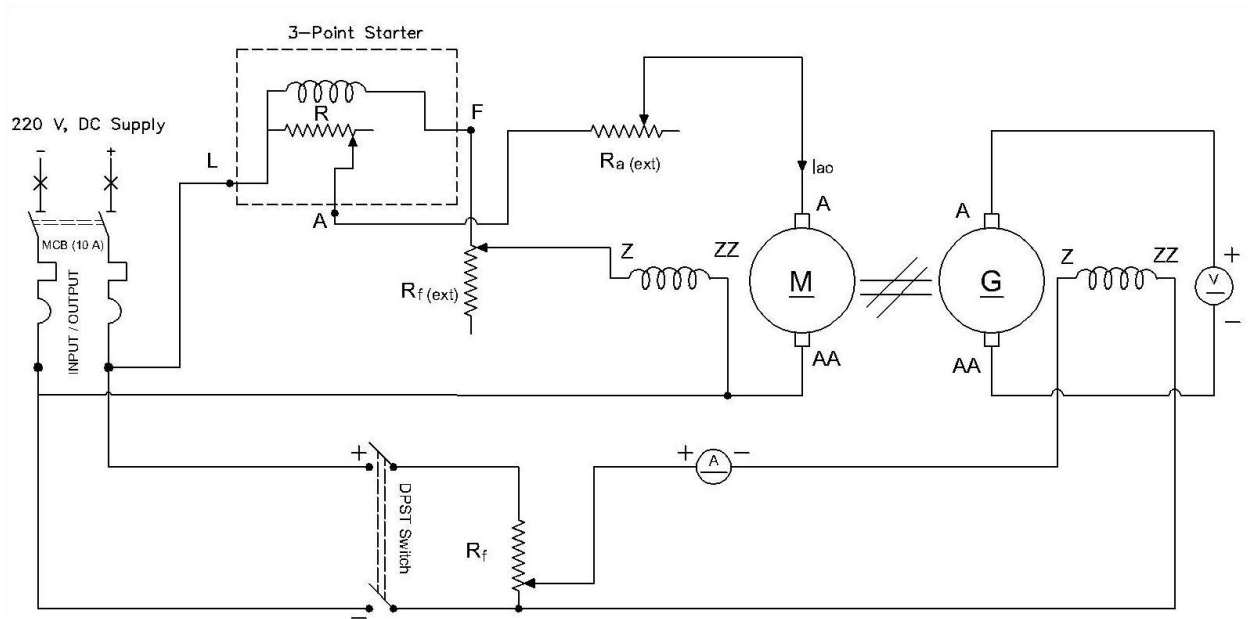 3-Point Starter
220 V, DC Supply
- +
L
R
F
A
MCB (10 A)
INPUT / OUTPUT
Ra (ext)
Iao
Rf (ext)
Z ZZ
A
M
AA
A
G
AA
Z ZZ
+
V
-
+ A -
+
DPST Switch
-
Rf